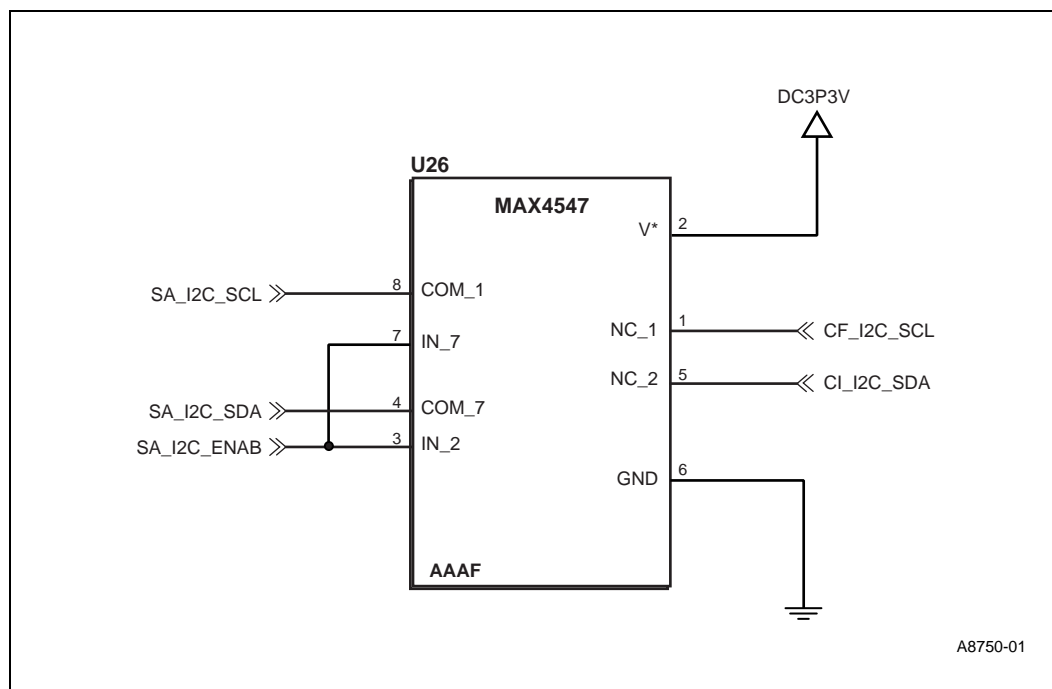 DC3P3V
U26
MAX4547
V* 2
SA_I2C_SCL 8 COM_1
NC_1 1 CF_I2C_SCL
7 IN_7
NC_2 5 CI_I2C_SDA
SA_I2C_SDA 4 COM_7
SA_I2C_ENAB 3 IN_2
GND 6
AAAF
A8750-01